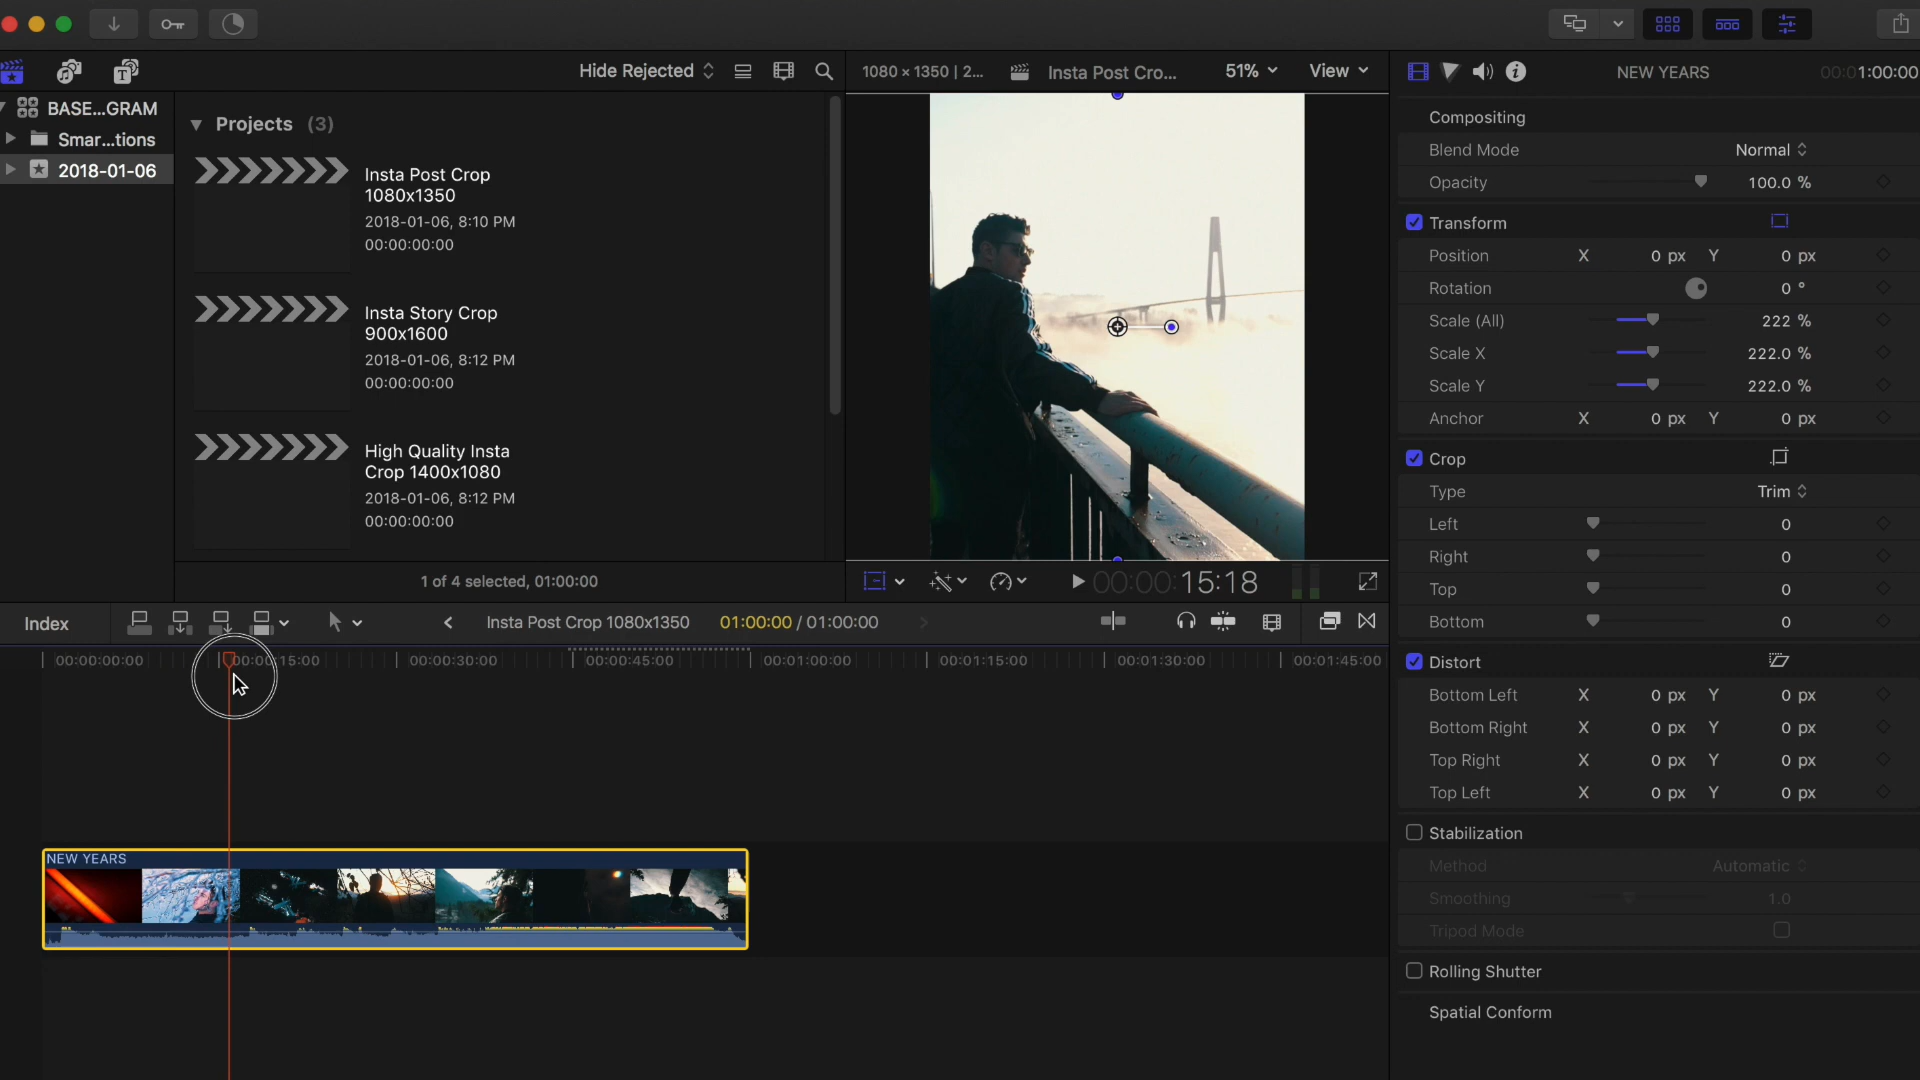 Hide Rejected
1080 × 1350 | 2...
Insta Post Cro...
51%
View
NEW YEARS
00:01:00:00
BASE...GRAM
Smar...tions
2018-01-06
Projects (3)
Insta Post Crop
1080x1350
2018-01-06, 8:10 PM
00:00:00:00
Insta Story Crop
900x1600
2018-01-06, 8:12 PM
00:00:00:00
High Quality Insta
Crop 1400x1080
2018-01-06, 8:12 PM
00:00:00:00
1 of 4 selected, 01:00:00
00:00:00:15:18
Compositing
Blend Mode Normal
Opacity 100.0 %
Transform
Position X 0 px Y 0 px
Rotation 0 °
Scale (All) 222 %
Scale X 222.0 %
Scale Y 222.0 %
Anchor X 0 px Y 0 px
Crop
Type Trim
Left 0
Right 0
Top 0
Bottom 0
Distort
Bottom Left X 0 px Y 0 px
Bottom Right X 0 px Y 0 px
Top Right X 0 px Y 0 px
Top Left X 0 px Y 0 px
Stabilization
Method Automatic
Smoothing 1.0
Tripod Mode
Rolling Shutter
Spatial Conform
Index
Insta Post Crop 1080x1350
01:00:00 / 01:00:00
00:00:00:00 00:00:15:00 00:00:30:00 00:00:45:00 00:01:00:00 00:01:15:00 00:01:30:00 00:01:45:00
NEW YEARS